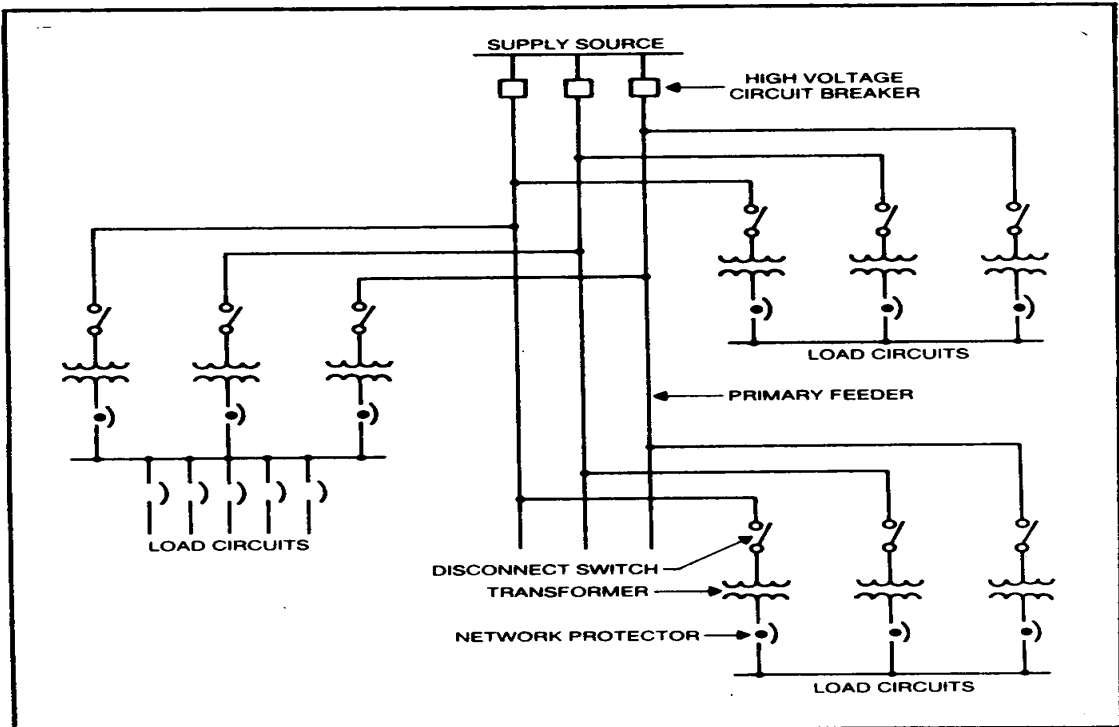 SUPPLY SOURCE
HIGH VOLTAGE
CIRCUIT BREAKER
LOAD CIRCUITS
PRIMARY FEEDER
LOAD CIRCUITS
DISCONNECT SWITCH
TRANSFORMER
NETWORK PROTECTOR
LOAD CIRCUITS